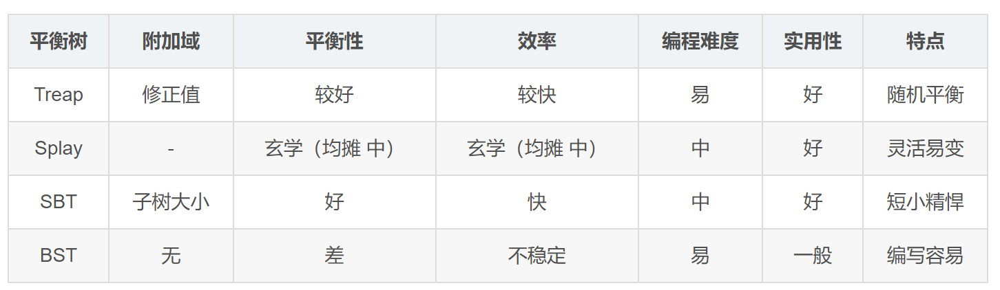 平衡树 附加域 平衡性 效率 编程难度 实用性 特点
Treap 修正值 较好 较快 易 好 随机平衡
Splay - 玄学（均摊 中） 玄学（均摊 中） 中 好 灵活易变
SBT 子树大小 好 快 中 好 短小精悍
BST 无 差 不稳定 易 一般 编写容易